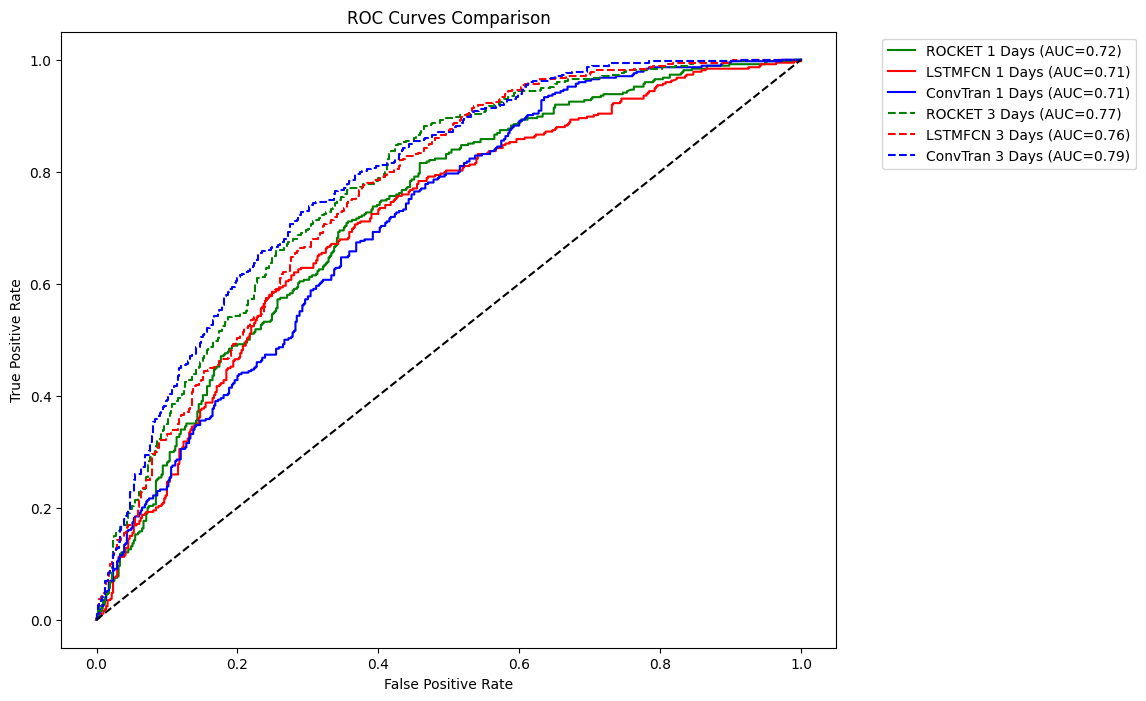 ROC Curves Comparison
ROCKET 1 Days (AUC=0.72)
LSTMFCN 1 Days (AUC=0.71)
ConvTran 1 Days (AUC=0.71)
ROCKET 3 Days (AUC=0.77)
LSTMFCN 3 Days (AUC=0.76)
ConvTran 3 Days (AUC=0.79)
True Positive Rate
1.0
0.8
0.6
0.4
0.2
0.0
0.0 0.2 0.4 0.6 0.8 1.0
False Positive Rate